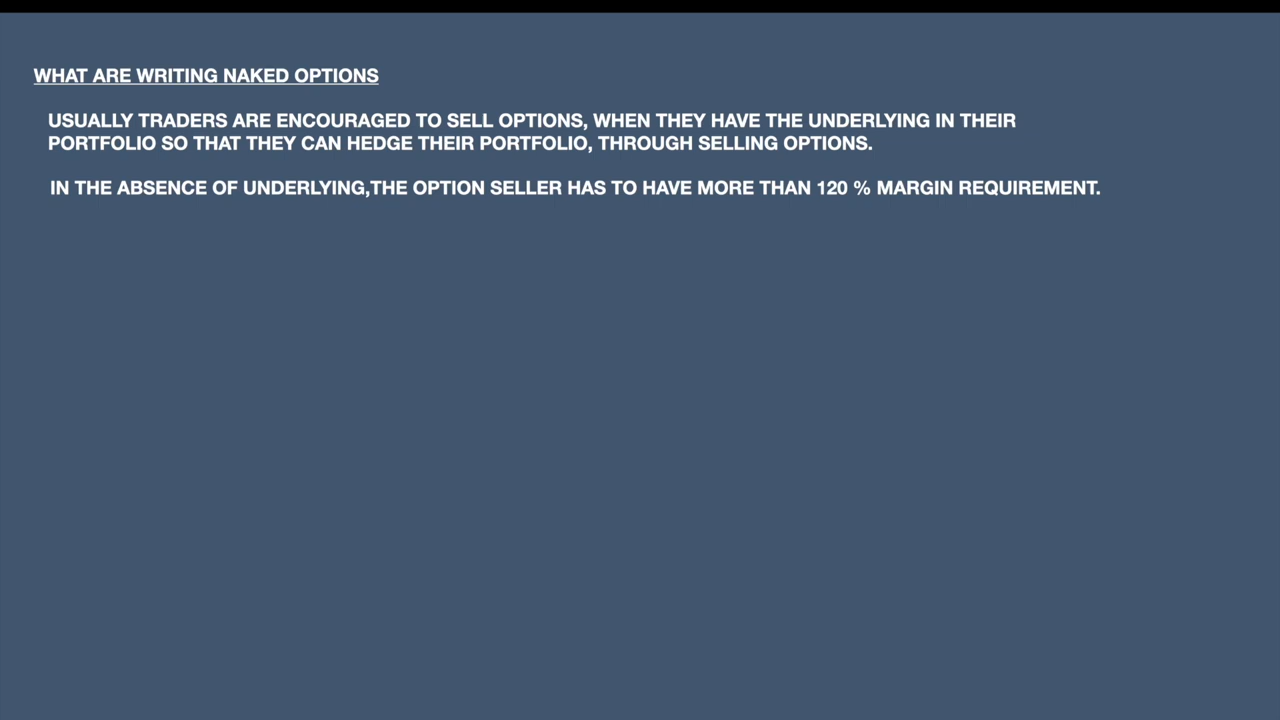 WHAT ARE WRITING NAKED OPTIONS
USUALLY TRADERS ARE ENCOURAGED TO SELL OPTIONS, WHEN THEY HAVE THE UNDERLYING IN THEIR
PORTFOLIO SO THAT THEY CAN HEDGE THEIR PORTFOLIO, THROUGH SELLING OPTIONS.
IN THE ABSENCE OF UNDERLYING,THE OPTION SELLER HAS TO HAVE MORE THAN 120 % MARGIN REQUIREMENT.